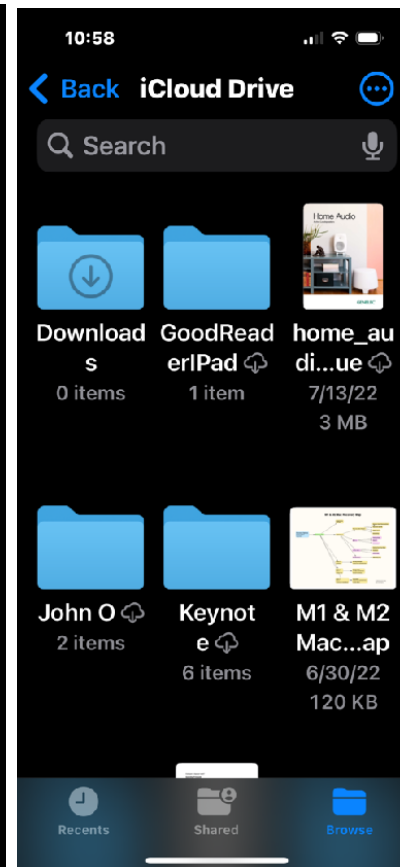 10:58
Back iCloud Drive
Search
Home Audio
Download GoodRead home_au
s erIPad di...ue
0 items 1 item 7/13/22
3 MB
John O Keynot M1 & M2
2 items e Mac...ap
6 items 6/30/22
120 KB
Recents Shared Browse